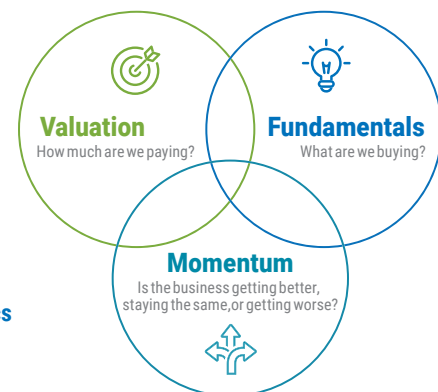 Valuation
How much are we paying?
Fundamentals
What are we buying?
Momentum
Is the business getting better,
staying the same,or getting worse?